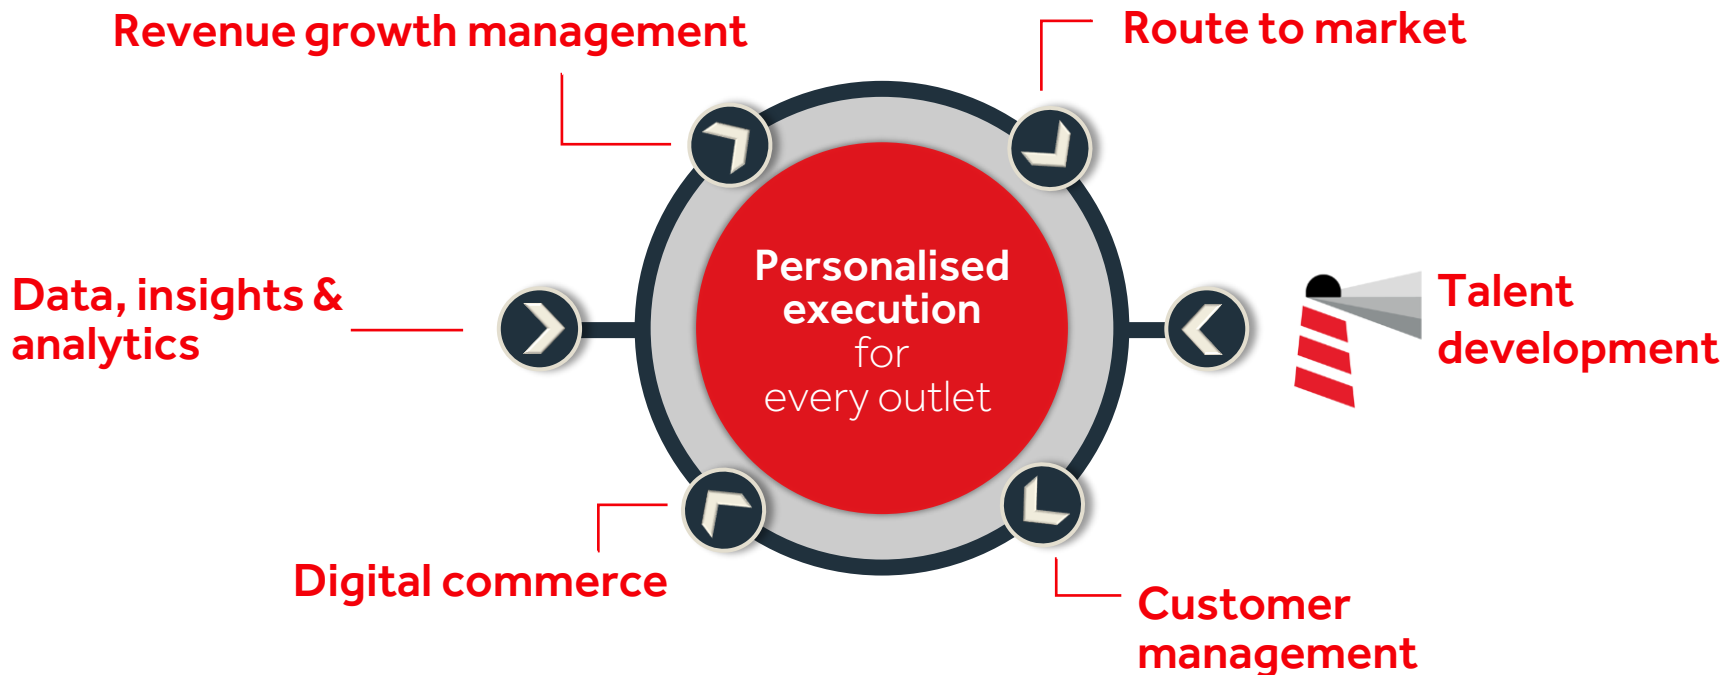 Revenue growth management
Route to market
Data, insights &
analytics
Personalised
execution
for
every outlet
Talent
development
Digital commerce
Customer
management